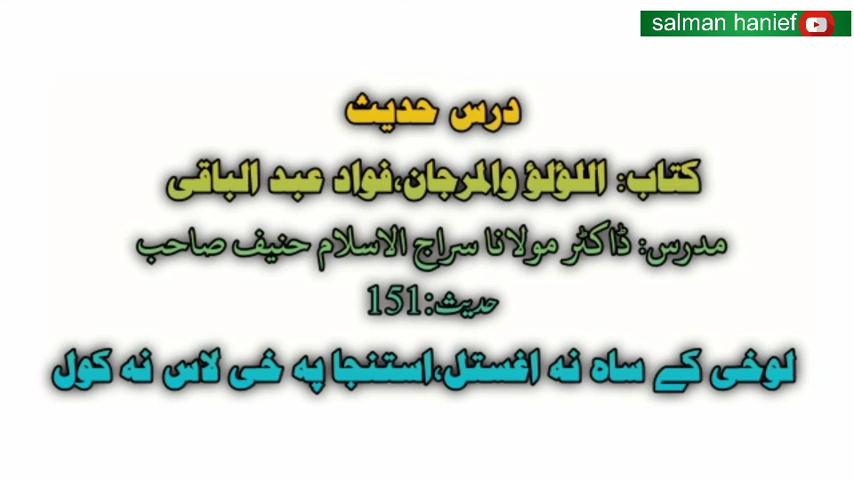 salman hanief
درس حدیث
کتاب: اللؤلؤ والمرجان،فواد عبد الباقی
مدرس: ڈاکٹر مولانا سراج الاسلام حنیف صاحب
حدیث:151
لوخی کے ساہ نہ اغستل،استنجا پہ خی لاس نہ کول